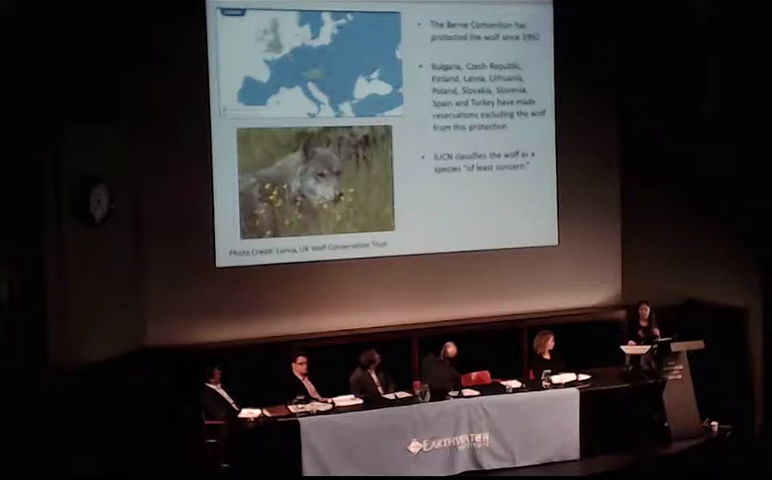 • The Berne Convention has
protected the wolf since 1982
• Bulgaria, Czech Republic,
Finland, Latvia, Lithuania,
Poland, Slovakia, Slovenia,
Spain and Turkey have made
reservations excluding the wolf
from this protection
• IUCN classifies the wolf as a
species "of least concern."
Photo Credit: Lunca, UK Wolf Conservation Trust
EARTHWATCH
INSTITUTE